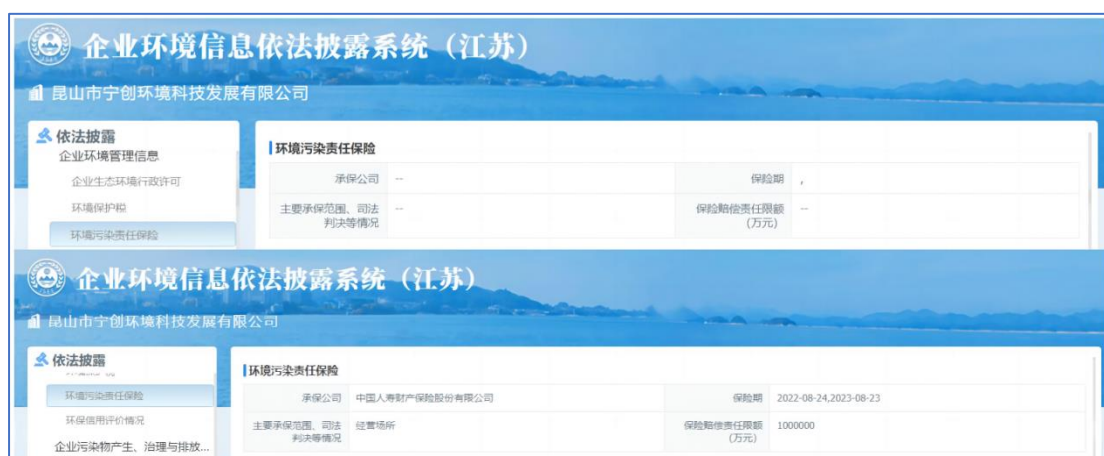 企业环境信息依法披露系统（江苏）
昆山市宁创环境科技发展有限公司
依法披露
企业环境管理信息
企业生态环境行政许可
环境保护税
环境污染责任保险
环境污染责任保险
承保公司 -- 保险期 ,
主要承保范围、司法判决等情况 -- 保险赔偿责任限额(万元) --
企业环境信息依法披露系统（江苏）
昆山市宁创环境科技发展有限公司
依法披露
环境污染责任保险
环保信用评价情况
企业污染物产生、治理与排放...
环境污染责任保险
承保公司 中国人寿财产保险股份有限公司 保险期 2022-08-24,2023-08-23
主要承保范围、司法判决等情况 经营场所 保险赔偿责任限额(万元) 1000000